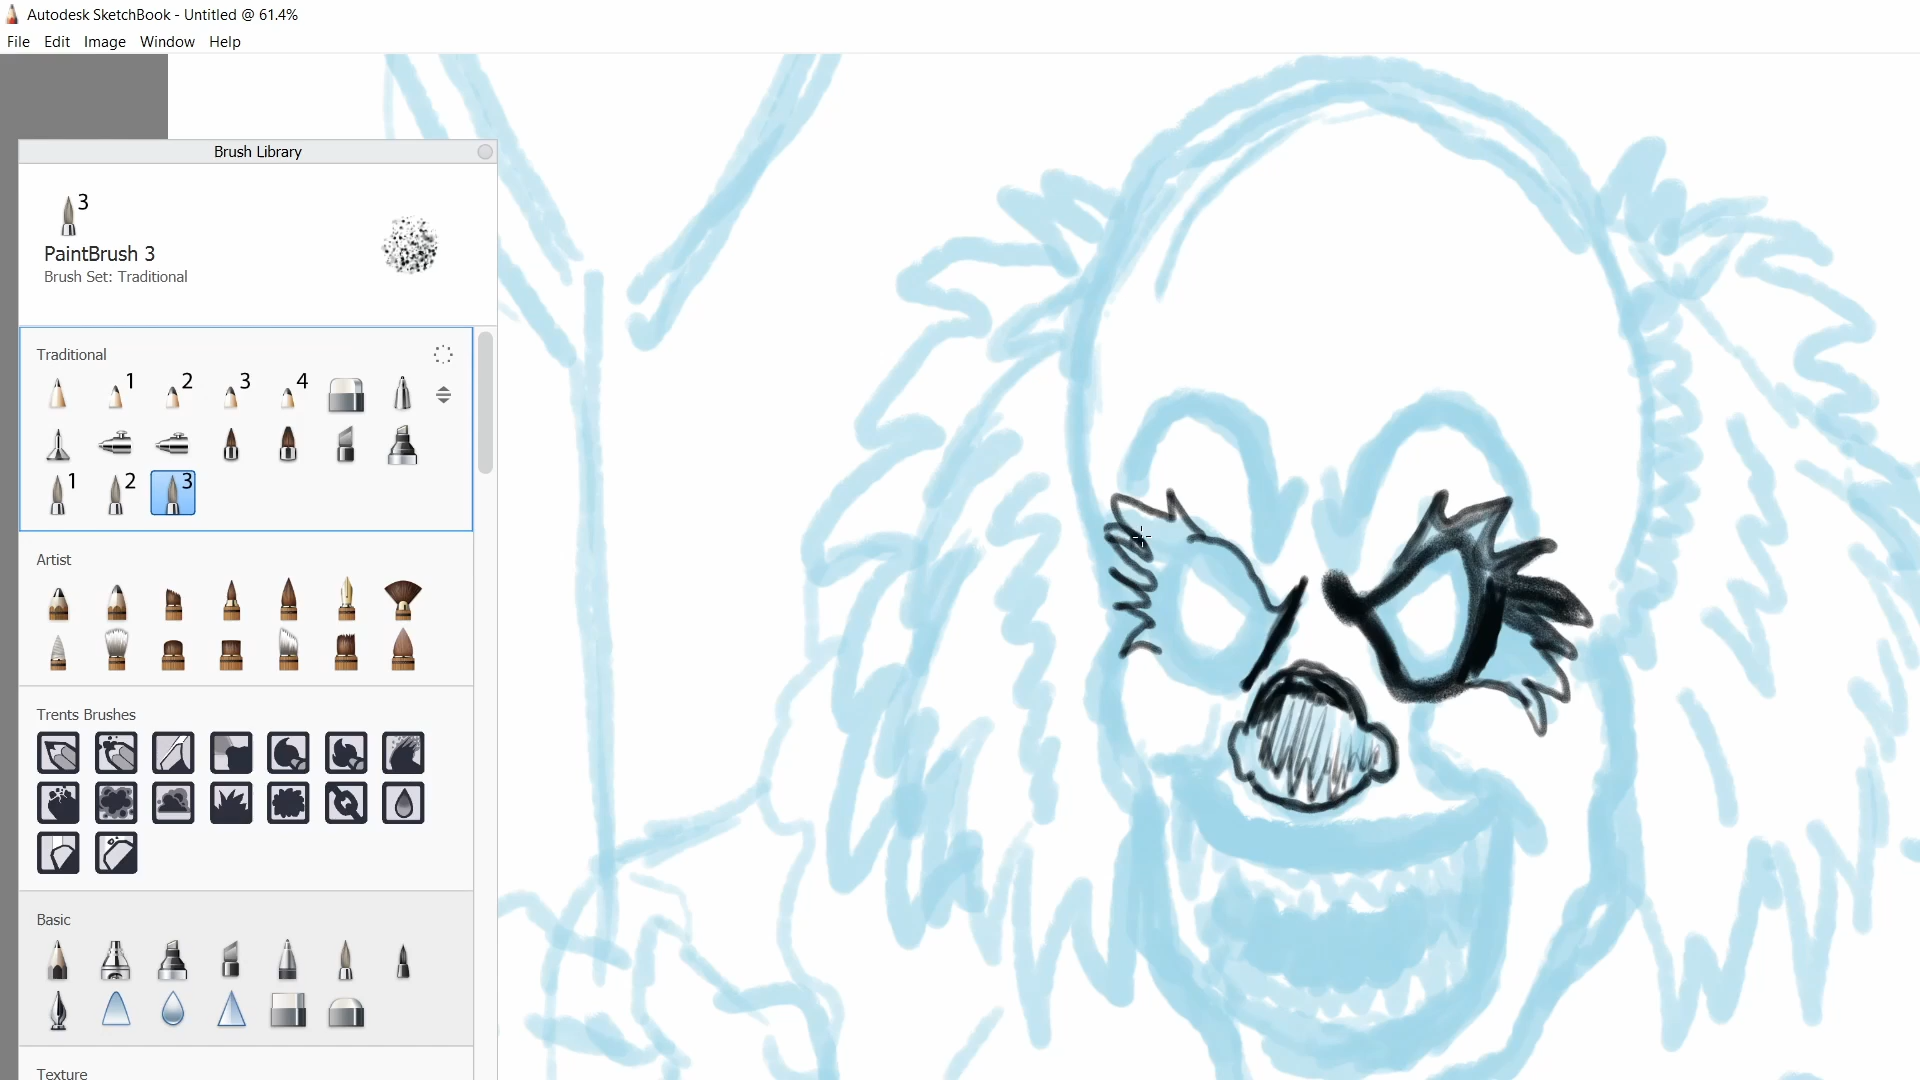 Autodesk SketchBook - Untitled @ 61.4%
File Edit Image Window Help
Brush Library
3
PaintBrush 3
Brush Set: Traditional
Traditional
1 2 3 4
1 2 3
Artist
Trents Brushes
Basic
Texture